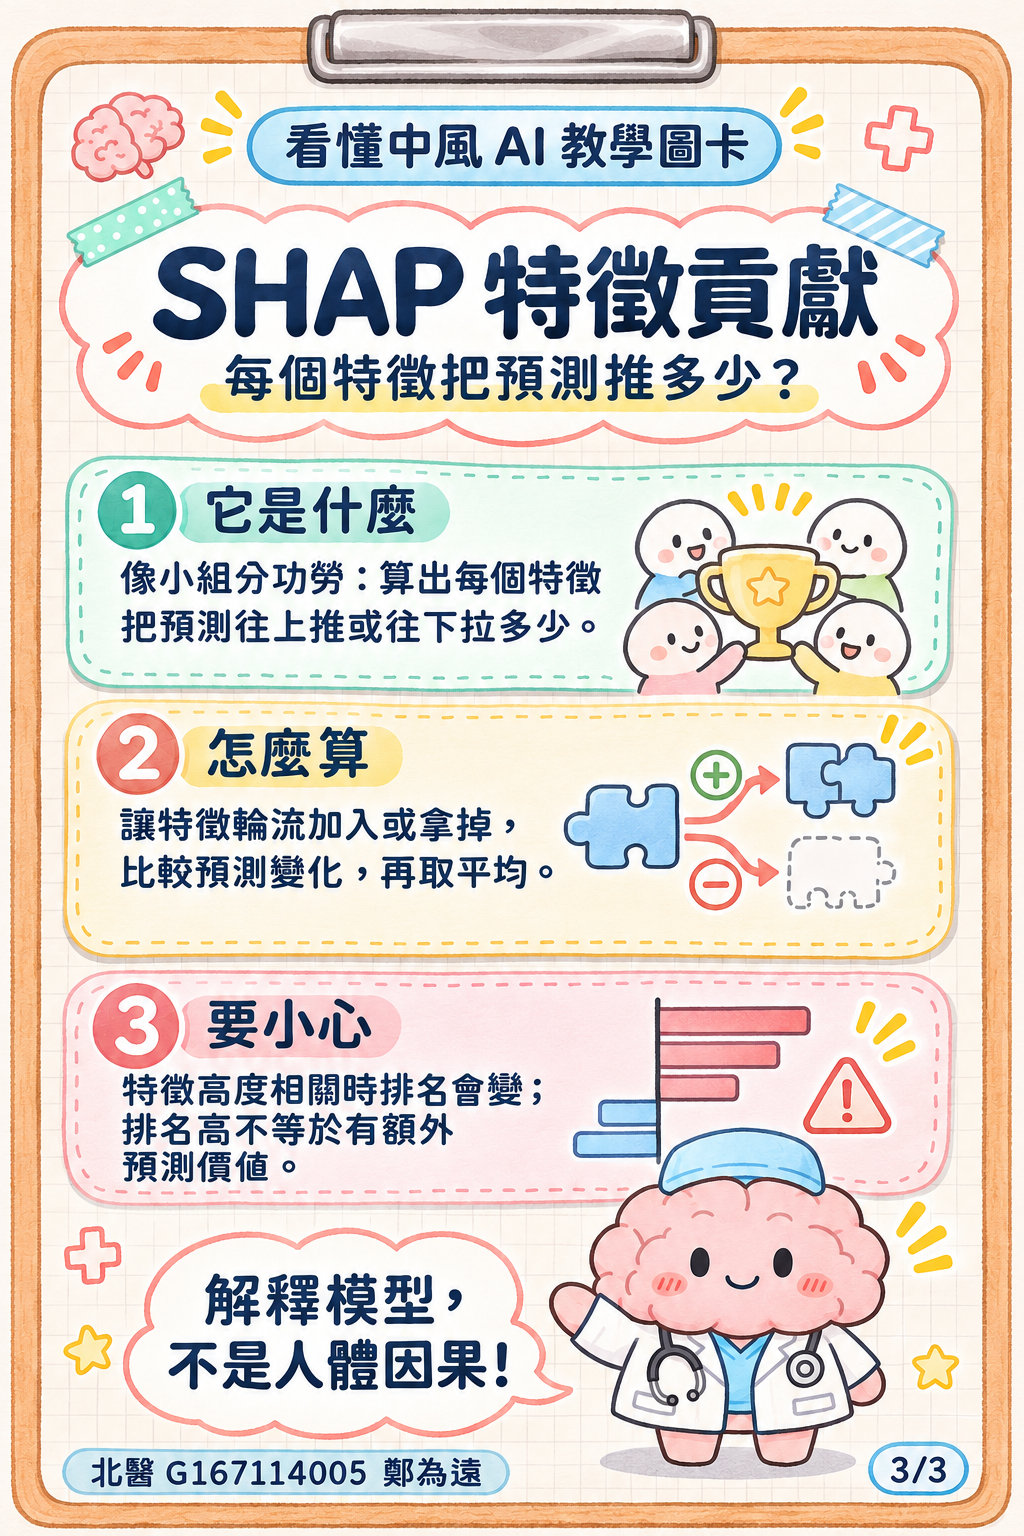 看懂中風 AI 教學圖卡
SHAP 特徵貢獻
每個特徵把預測推多少？
1 它是什麼
像小組分功勞：算出每個特徵
把預測往上推或往下拉多少。
2 怎麼算
讓特徵輪流加入或拿掉，
比較預測變化，再取平均。
3 要小心
特徵高度相關時排名會變；
排名高不等於有額外
預測價值。
解釋模型，
不是人體因果！
北醫 G167114005 鄭為遠
3/3